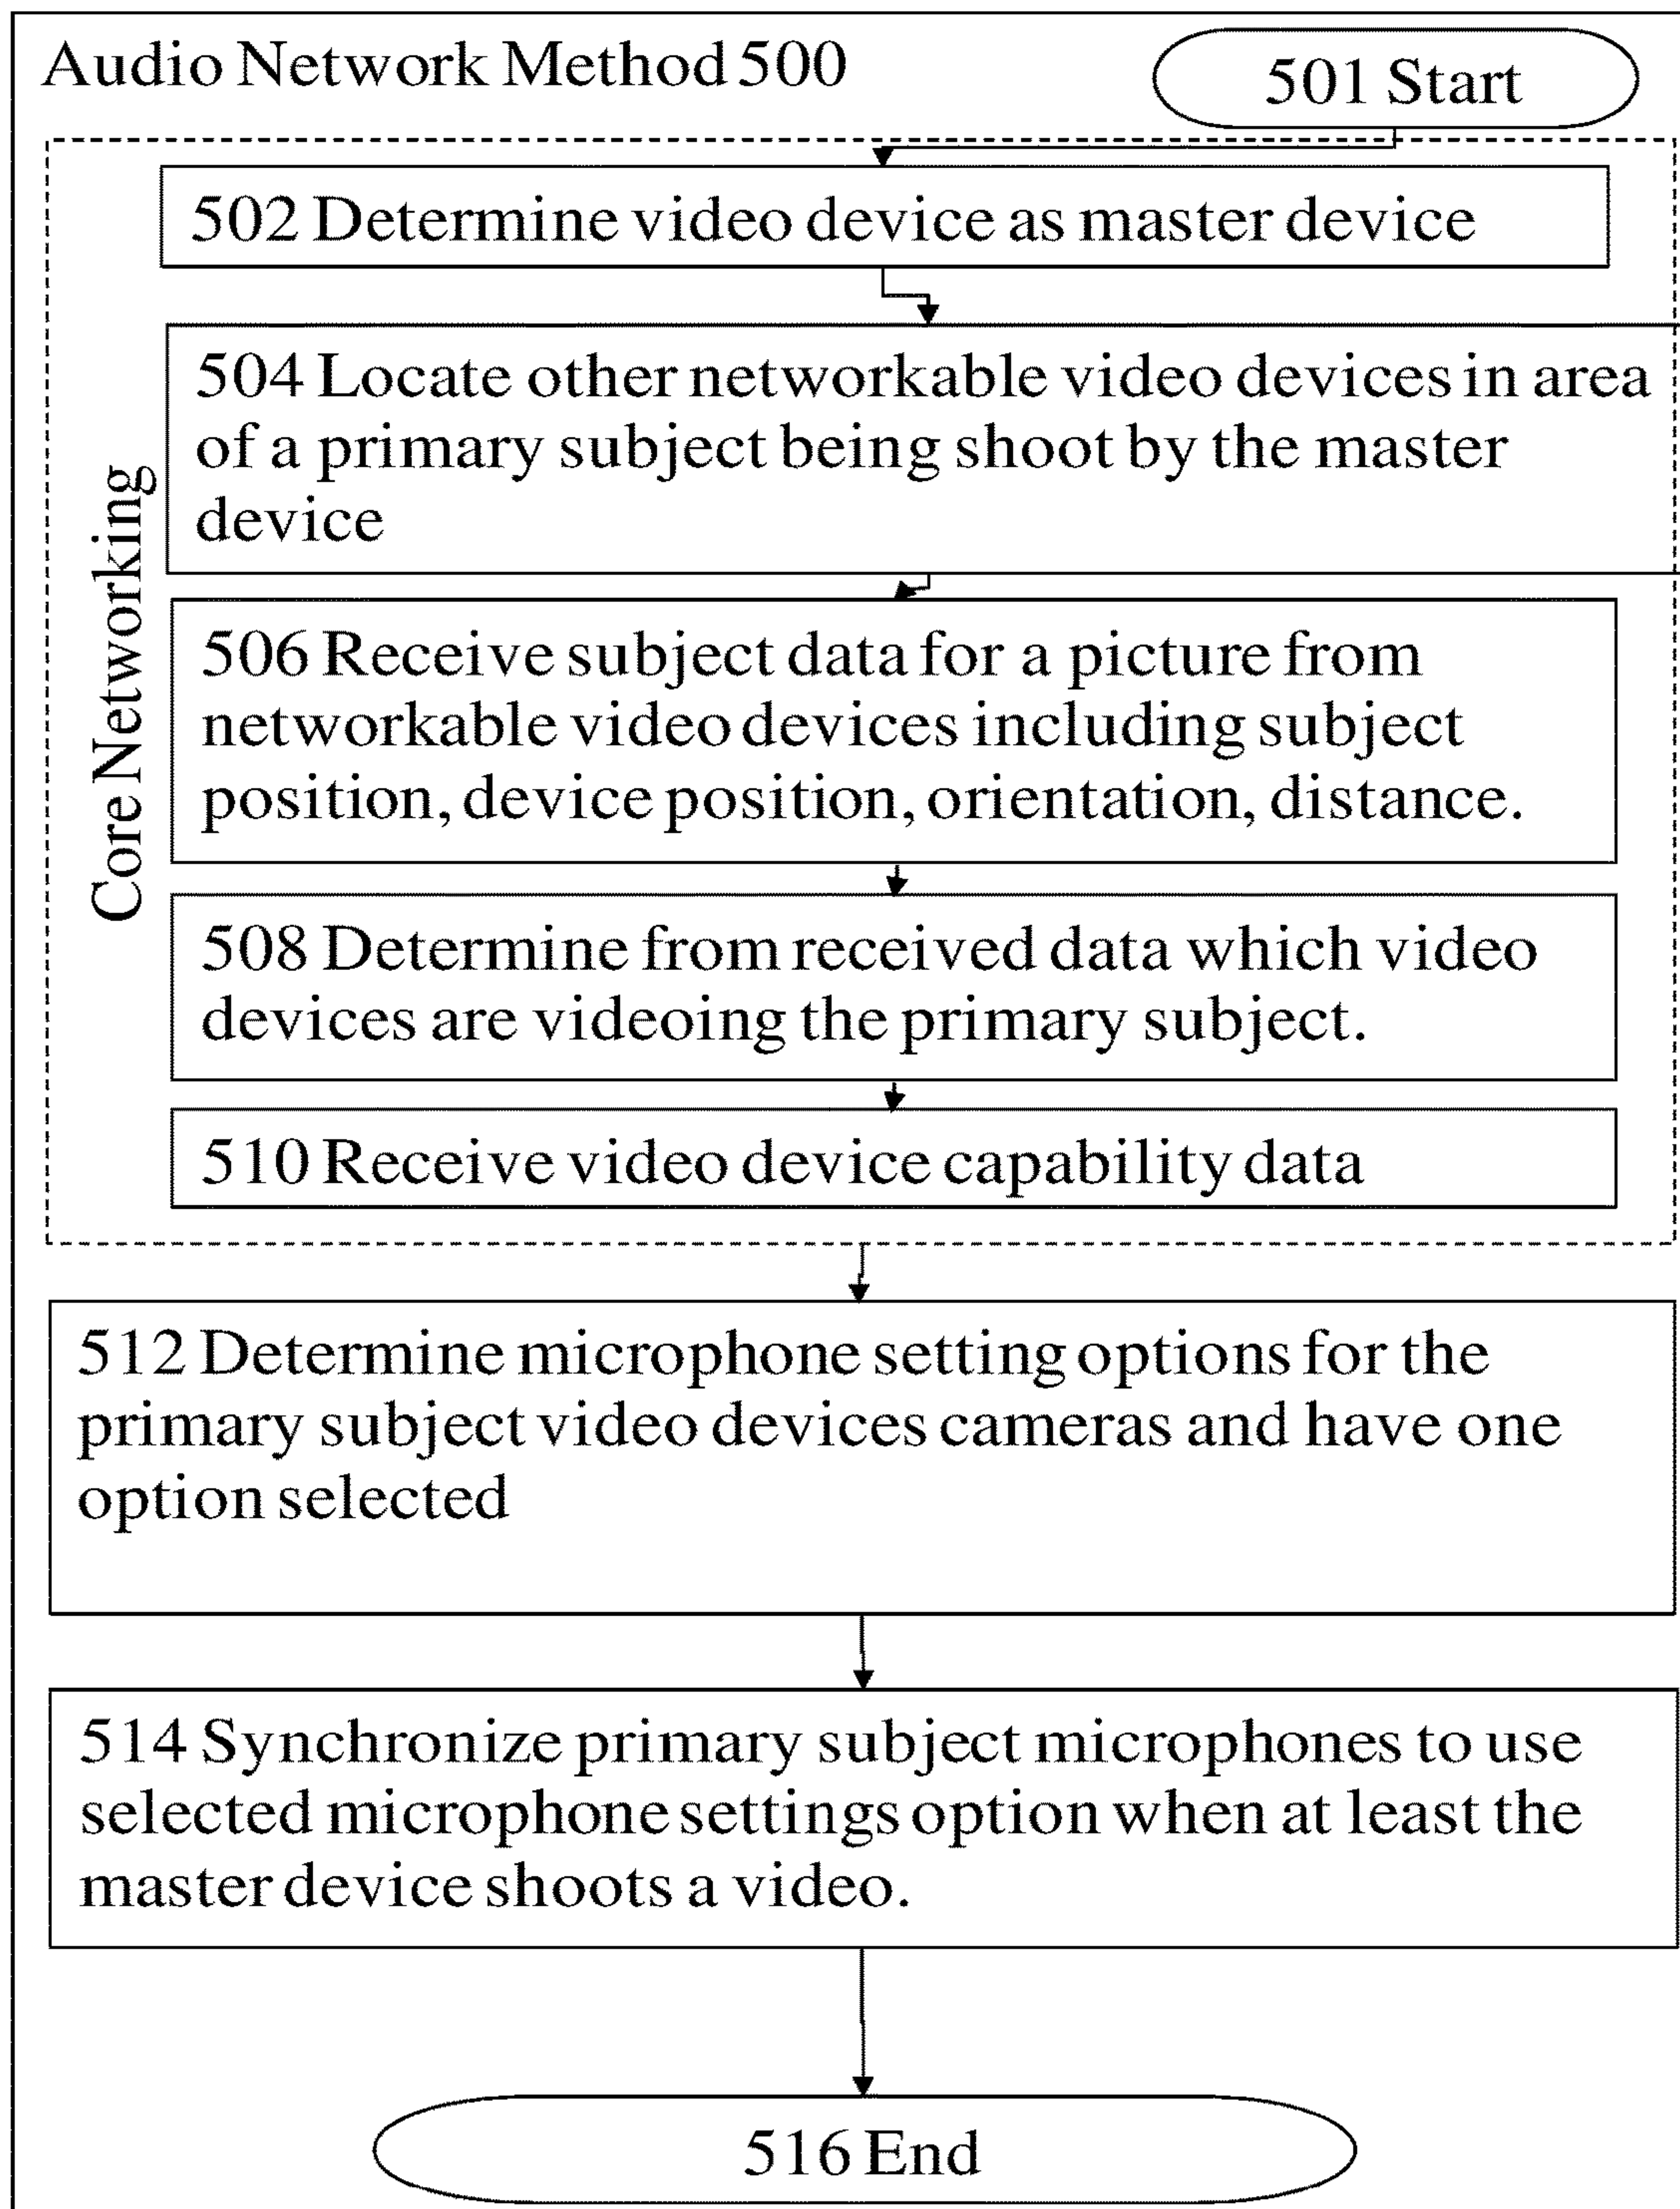 Audio Network Method 500
501 Start
Core Networking
502 Determine video device as master device
504 Locate other networkable video devices in area
of a primary subject being shoot by the master
device
506 Receive subject data for a picture from
networkable video devices including subject
position, device position, orientation, distance.
508 Determine from received data which video
devices are videoing the primary subject.
510 Receive video device capability data
512 Determine microphone setting options for the
primary subject video devices cameras and have one
option selected
514 Synchronize primary subject microphones to use
selected microphone settings option when at least the
master device shoots a video.
516 End